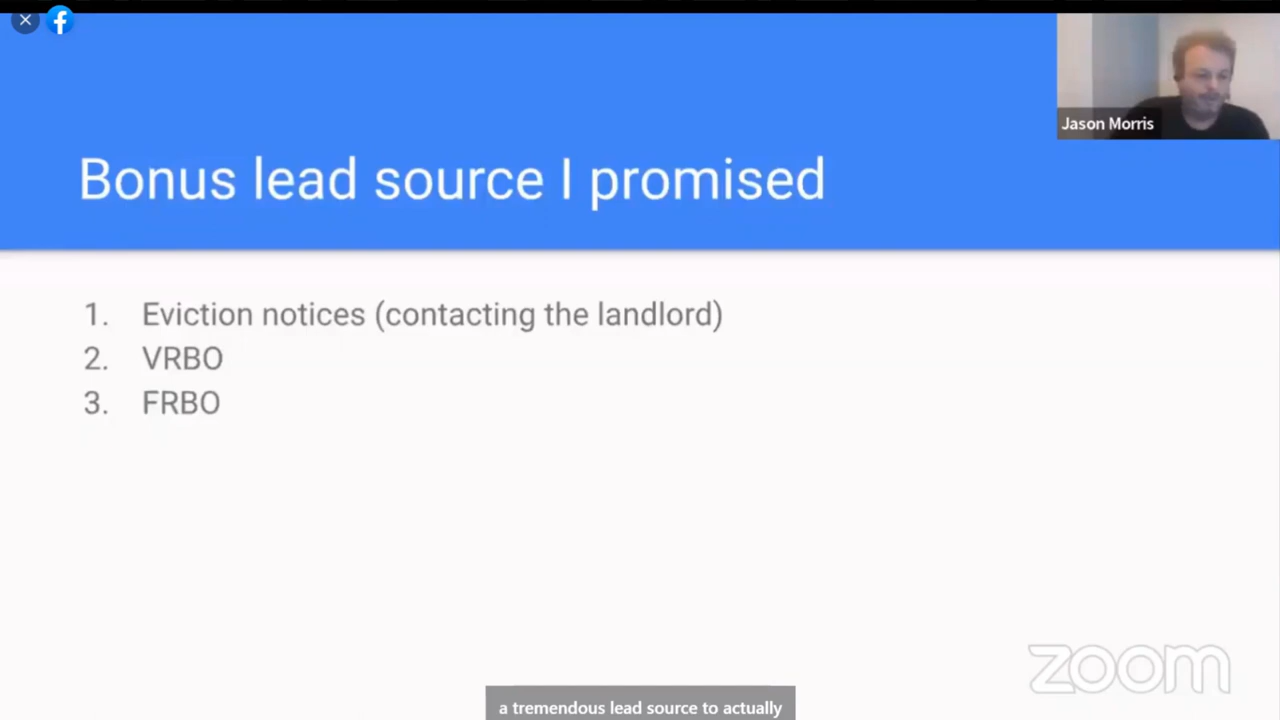 Jason Morris
Bonus lead source I promised
1. Eviction notices (contacting the landlord)
2. VRBO
3. FRBO
zoom
a tremendous lead source to actually